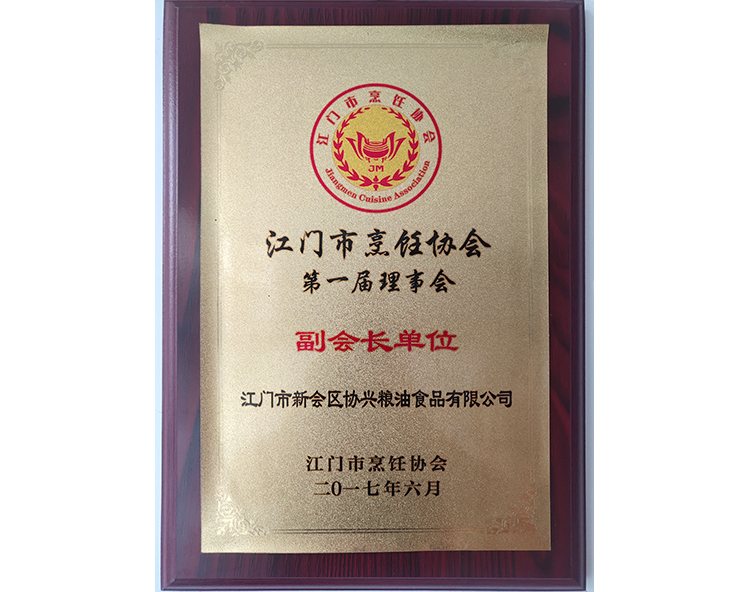 江门市烹饪协会
JM
Jiangmen Cuisine Association
江门市烹饪协会
第一届理事会
副会长单位
江门市新会区协兴粮油食品有限公司
江门市烹饪协会
二0一七年六月